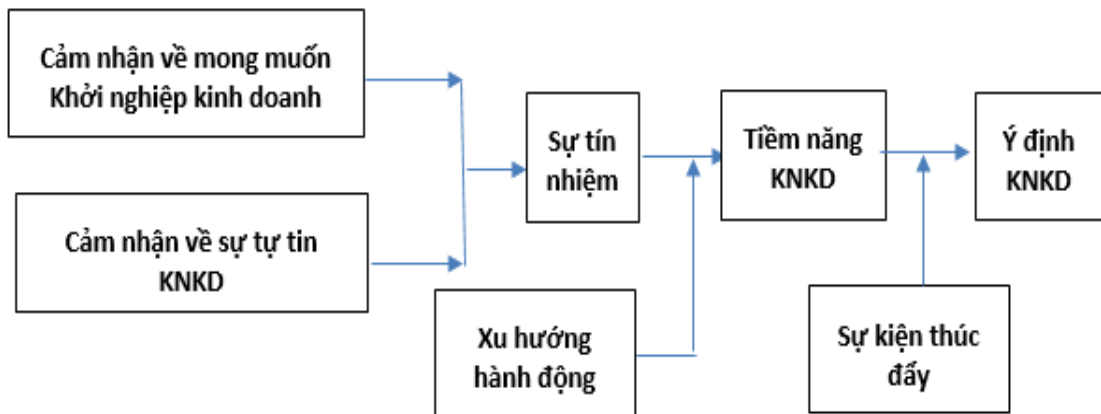 Cảm nhận về mong muốn
Khởi nghiệp kinh doanh
Cảm nhận về sự tự tin
KNKD
Sự tín
nhiệm
Xu hướng
hành động
Tiềm năng
KNKD
Sự kiện thúc
đẩy
Ý định
KNKD